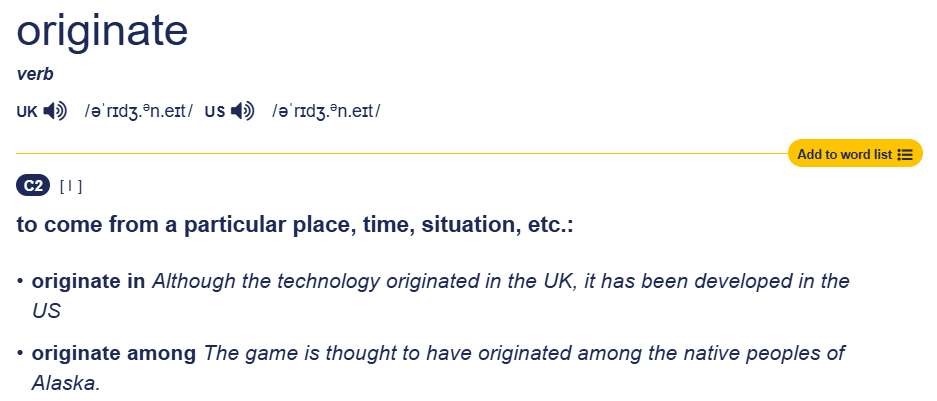 originate
verb
UK /əˈrɪdʒ.ᵊn.eɪt/ US /əˈrɪdʒ.ᵊn.eɪt/
Add to word list
C2 [ I ]
to come from a particular place, time, situation, etc.:
• originate in Although the technology originated in the UK, it has been developed in the
US
• originate among The game is thought to have originated among the native peoples of
Alaska.